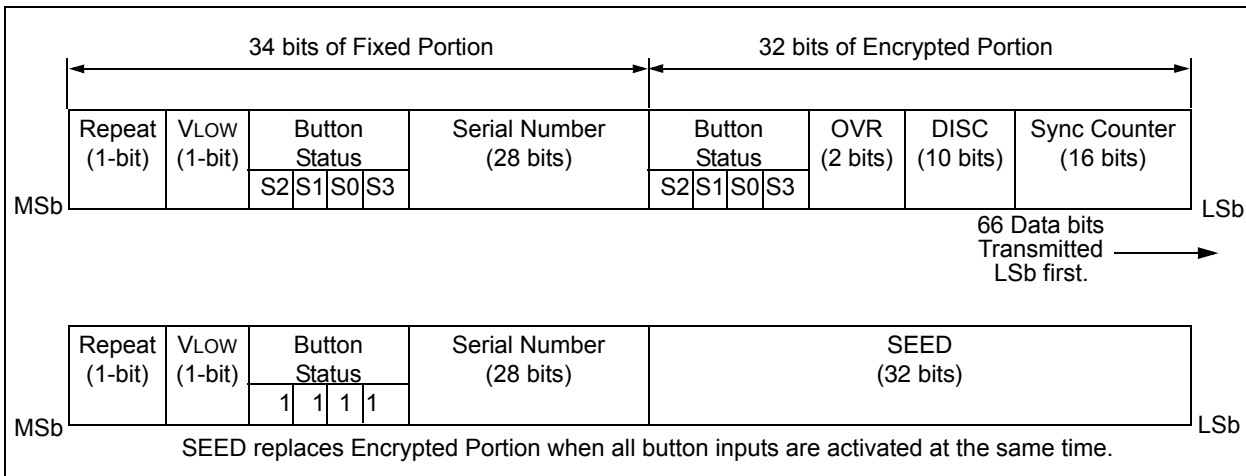 34 bits of Fixed Portion
32 bits of Encrypted Portion
Repeat (1-bit)
VLOW (1-bit)
Button Status
S2 S1 S0 S3
Serial Number (28 bits)
Button Status
S2 S1 S0 S3
OVR (2 bits)
DISC (10 bits)
Sync Counter (16 bits)
MSb
LSb
66 Data bits
Transmitted
LSb first.
Repeat (1-bit)
VLOW (1-bit)
Button Status
1 1 1 1
Serial Number (28 bits)
SEED (32 bits)
MSb
LSb
SEED replaces Encrypted Portion when all button inputs are activated at the same time.